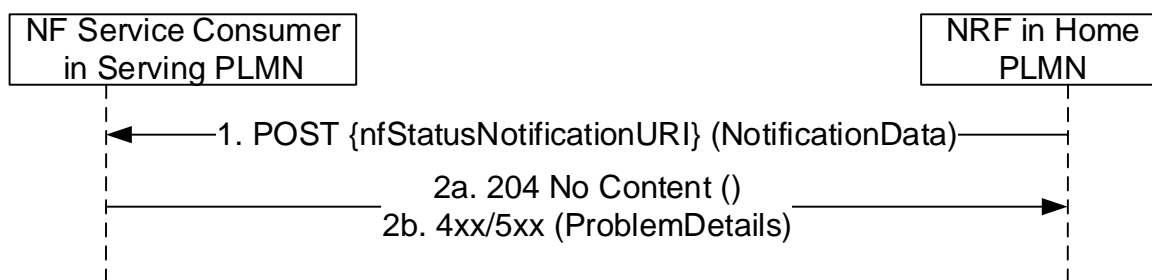 NF Service Consumer
in Serving PLMN
NRF in Home
PLMN
1. POST {nfStatusNotificationURI} (NotificationData)
2a. 204 No Content ()
2b. 4xx/5xx (ProblemDetails)